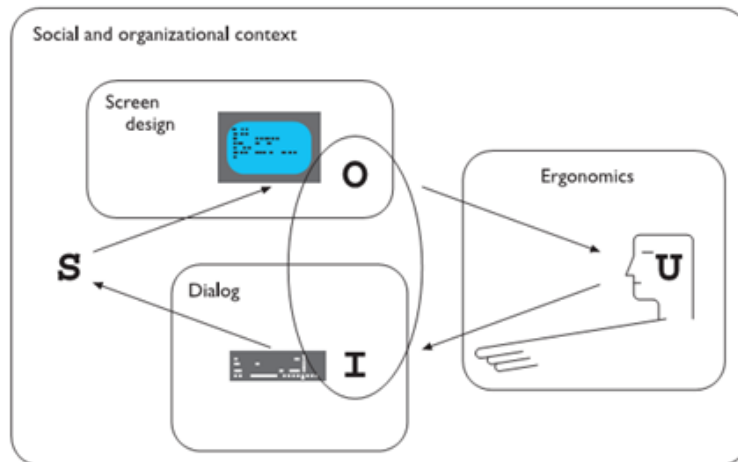 Social and organizational context
Screen
design
O
Ergonomics
S
U
Dialog
I